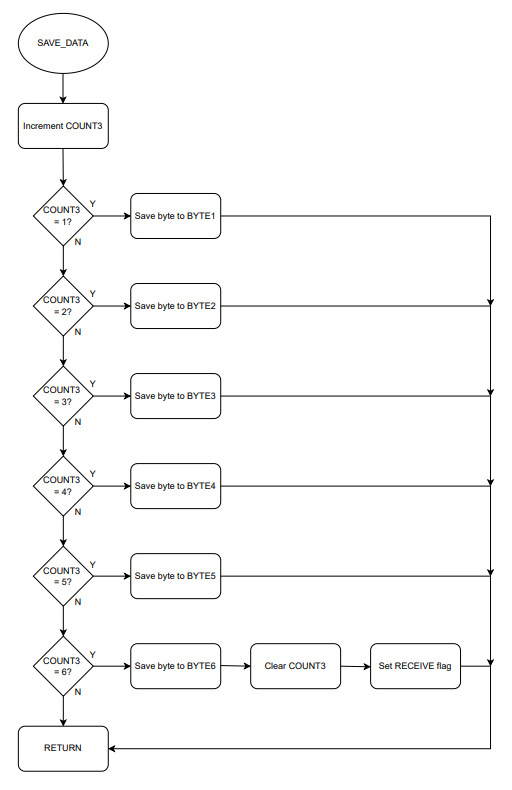 SAVE_DATA
Increment COUNT3
COUNT3
= 1?
Y
N
Save byte to BYTE1
COUNT3
= 2?
Y
N
Save byte to BYTE2
COUNT3
= 3?
Y
N
Save byte to BYTE3
COUNT3
= 4?
Y
N
Save byte to BYTE4
COUNT3
= 5?
Y
N
Save byte to BYTE5
COUNT3
= 6?
Y
N
Save byte to BYTE6
Clear COUNT3
Set RECEIVE flag
RETURN